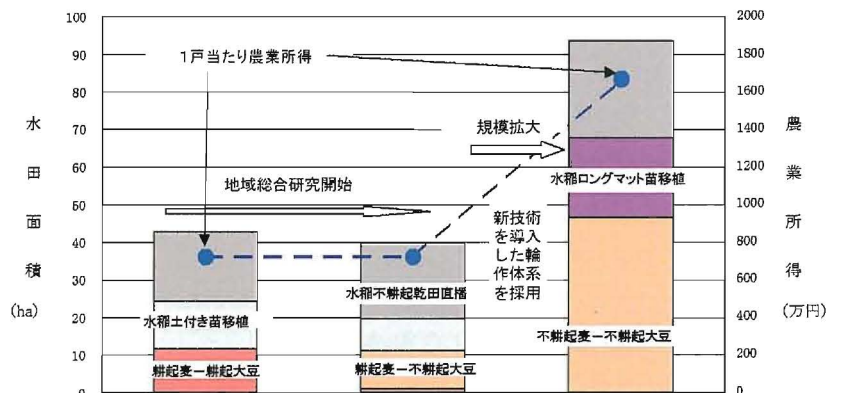 100
90
80
70
60
50
40
30
20
10
0
水田面積
(ha)
2000
1800
1600
1400
1200
1000
800
600
400
200
0
農業所得
(万円)
1戸当たり農業所得
規模拡大
地域総合研究開始
新技術
を導入
した輪
作体系
を採用
水稲土付き苗移植
耕起麦－耕起大豆
水稲不耕起乾田直播
耕起麦－不耕起大豆
水稲ロングマット苗移植
不耕起麦－不耕起大豆